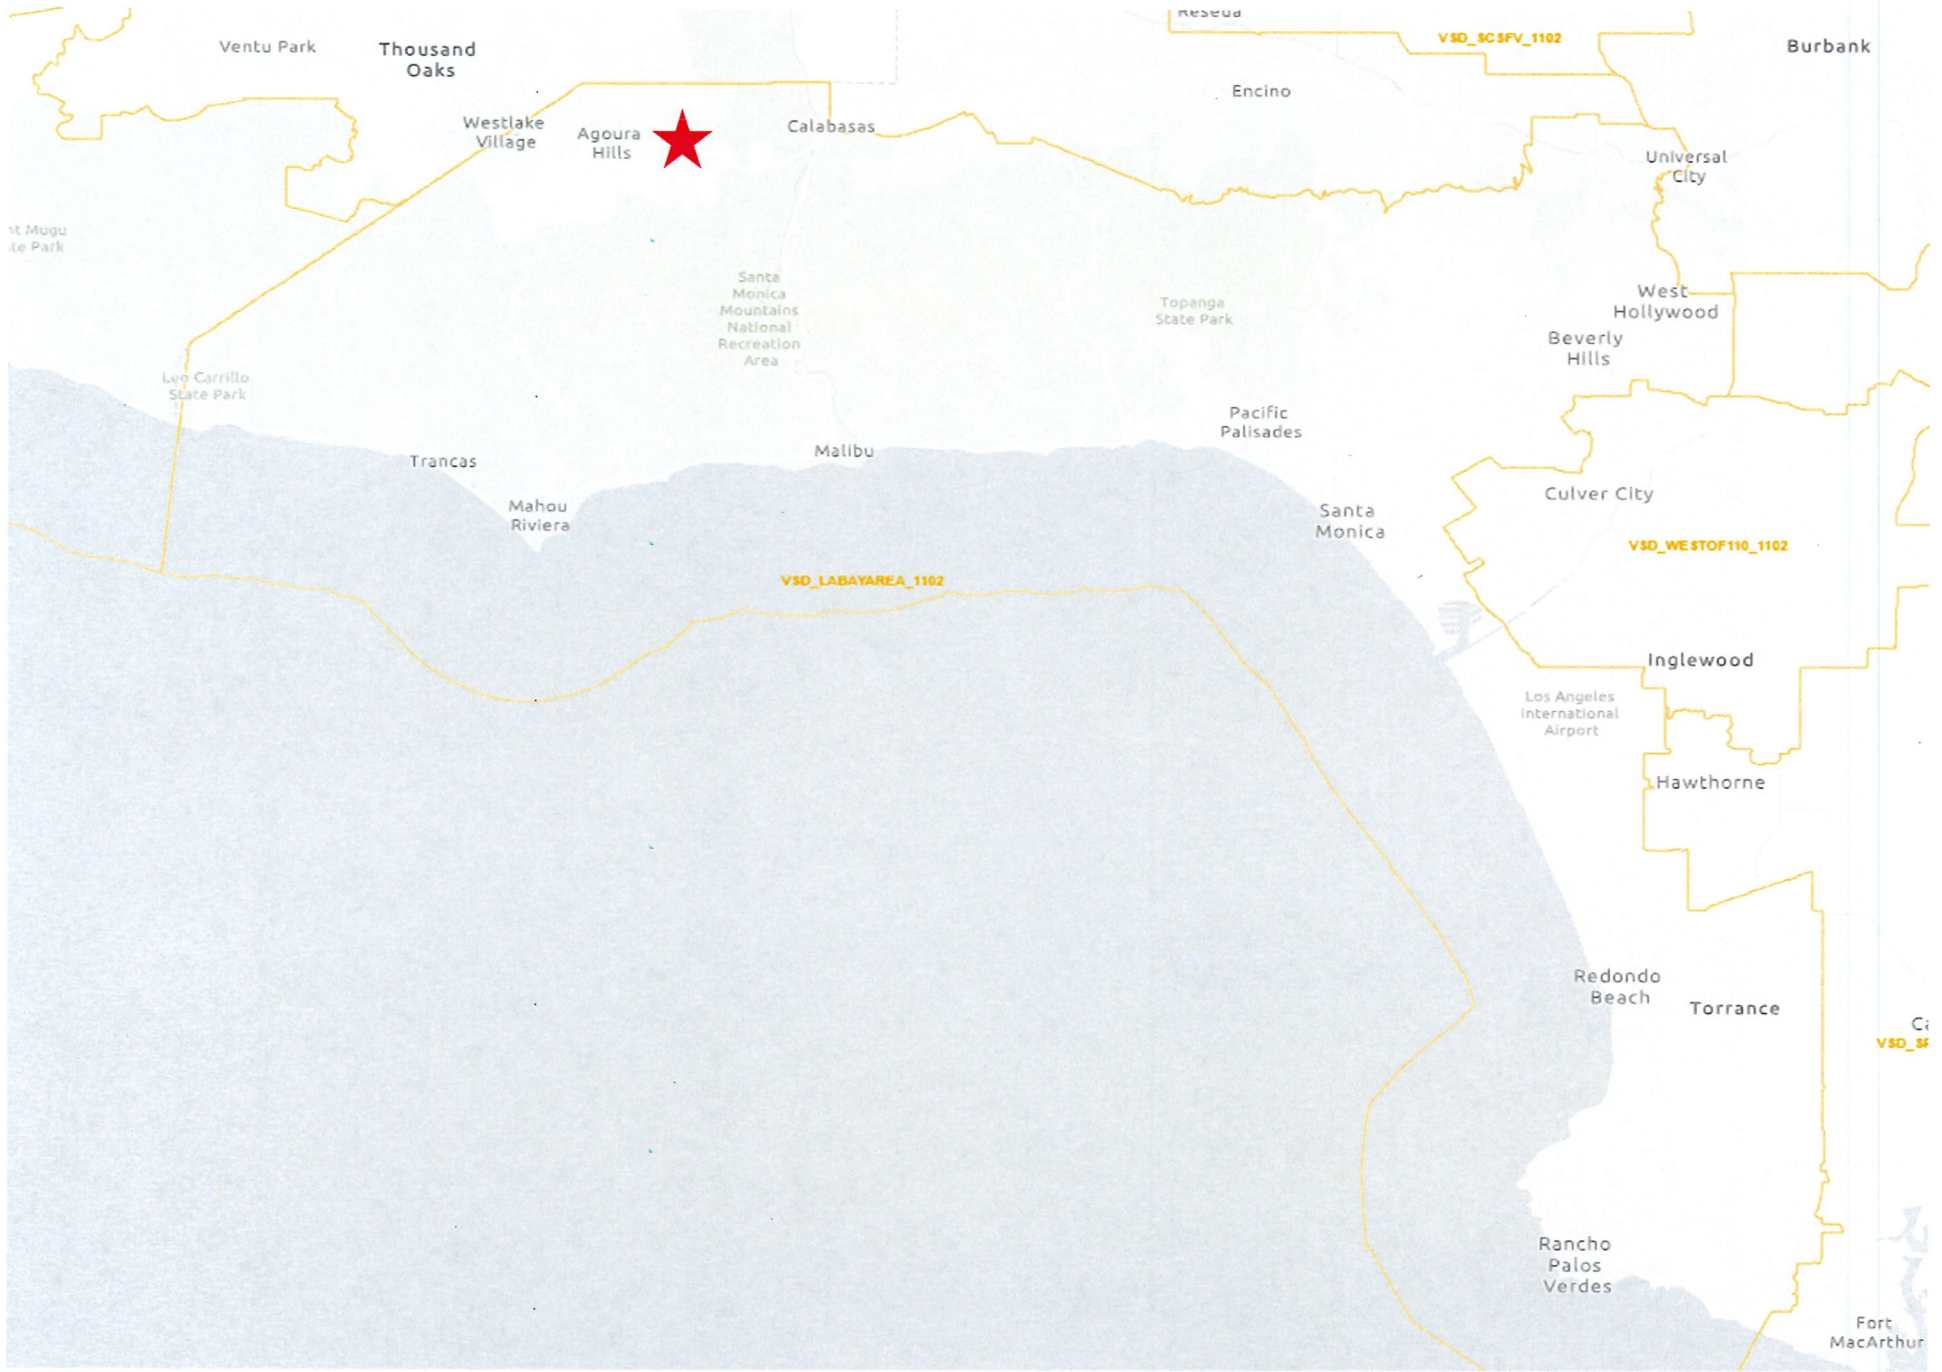 Reseda
VSD_SCSFV_1102
Ventu Park
Thousand
Oaks
Burbank
Encino
Westlake
Village
Agoura
Hills
Calabasas
Universal
City
te Park
Santa
Monica
Mountains
National
Recreation
Area
Topanga
State Park
West
Hollywood
Beverly
Hills
Leo Carrillo
State Park
Pacific
Palisades
Trancas
Malibu
Mahou
Riviera
Santa
Monica
Culver City
VSD_WESTOF110_1102
VSD_LABAYAREA_1102
Inglewood
Los Angeles
International
Airport
Hawthorne
Redondo
Beach
Torrance
Rancho
Palos
Verdes
Fort
MacArthur